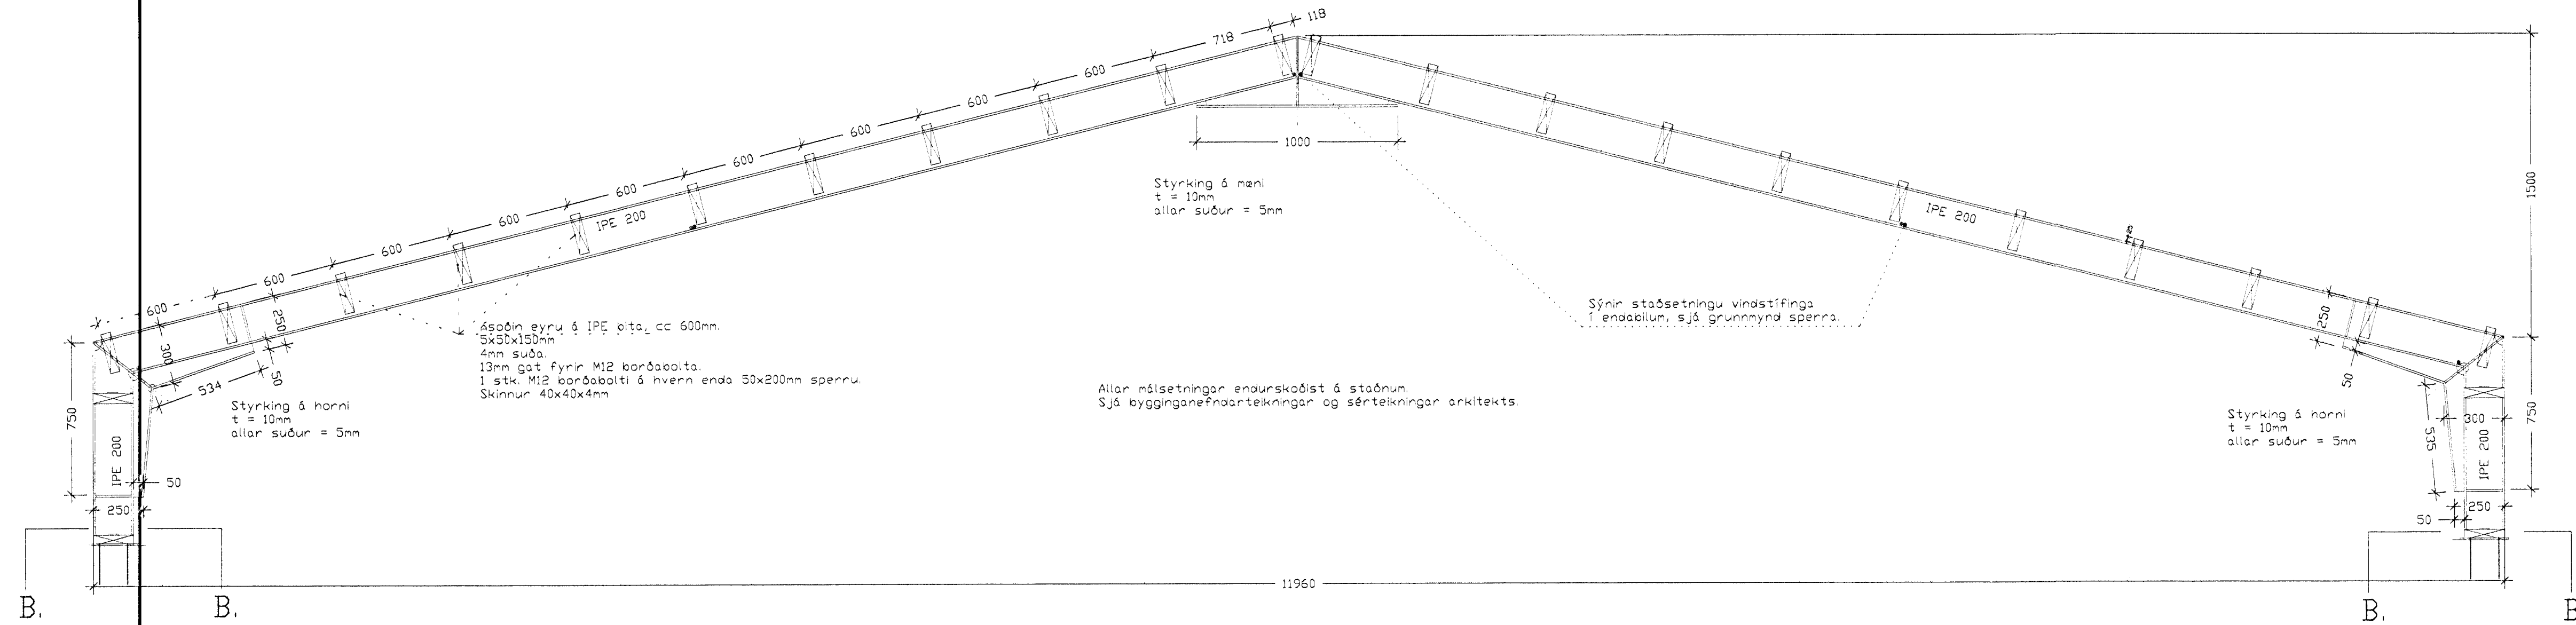 118
718
600
600
600
600
600
600
600
600
600
IPE 200
250
300
50
534
750
IPE 200
50
250
Styrking á horni
t = 10mm
allar suður = 5mm
ásoðin eyru á IPE bita, cc 600mm.
5x50x150mm
4mm suða.
13mm gat fyrir M12 borðabolta.
1 stk. M12 borðabolti á hvern enda 50x200mm sperru.
Skinnur 40x40x4mm
1000
Styrking á mæni
t = 10mm
allar suður = 5mm
Allar málsetningar endurskoðist á staðnum.
Sjá bygginganefndarteikningar og sérteikningar arkitekts.
Sýnir staðsetningu vindstífinga
í endabilum, sjá grunnmynd sperra.
IPE 200
1500
250
50
Styrking á horni
t = 10mm
allar suður = 5mm
300
535
IPE 200
750
250
50
11960
B.
B.
B.
B